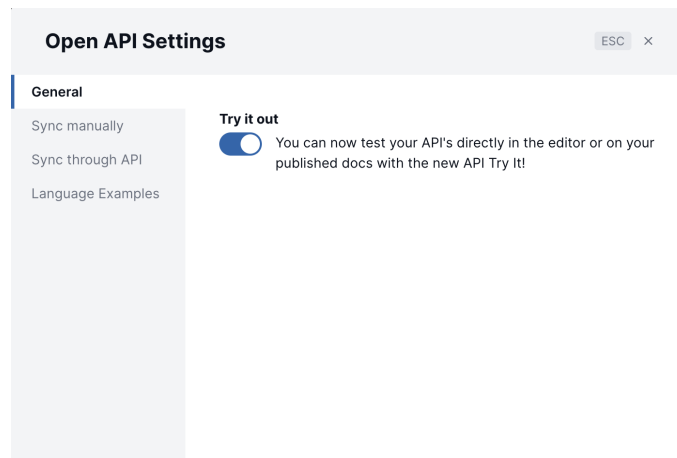 Open API Settings
ESC ×
General
Sync manually
Sync through API
Language Examples
Try it out
You can now test your API's directly in the editor or on your
published docs with the new API Try It!